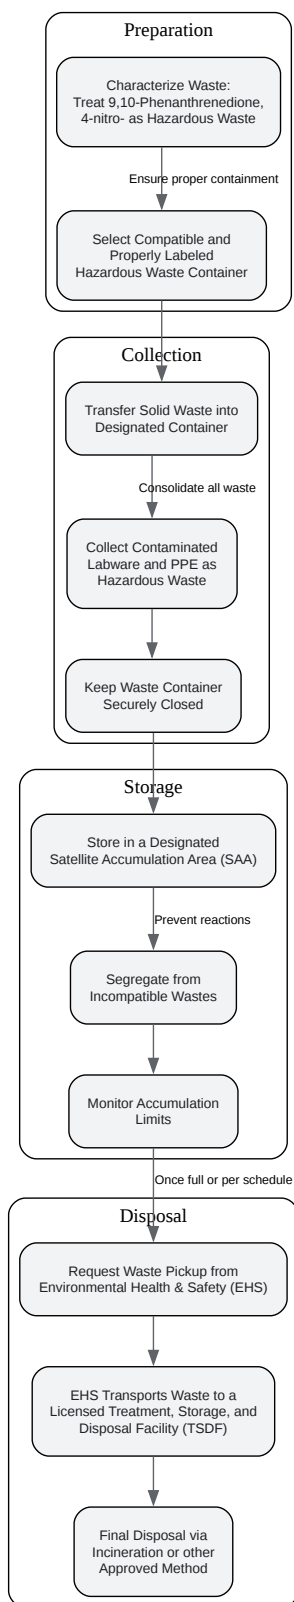 Preparation
Characterize Waste:
Treat 9,10-Phenanthrenedione,
4-nitro- as Hazardous Waste
Ensure proper containment
Select Compatible and
Properly Labeled
Hazardous Waste Container
Collection
Transfer Solid Waste into
Designated Container
Consolidate all waste
Collect Contaminated
Labware and PPE as
Hazardous Waste
Keep Waste Container
Securely Closed
Storage
Store in a Designated
Satellite Accumulation Area (SAA)
Prevent reactions
Segregate from
Incompatible Wastes
Monitor Accumulation
Limits
Once full or per schedule
Disposal
Request Waste Pickup from
Environmental Health & Safety (EHS)
EHS Transports Waste to a
Licensed Treatment, Storage, and
Disposal Facility (TSDF)
Final Disposal via
Incineration or other
Approved Method